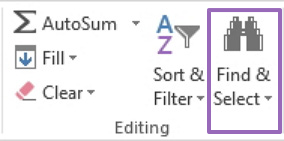 AutoSum
Fill
Clear
Sort &
Filter
Find &
Select
Editing